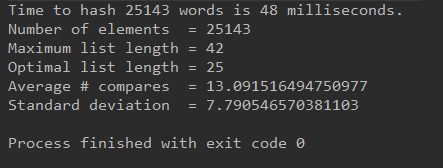 Time to hash 25143 words is 48 milliseconds.
Number of elements  = 25143
Maximum list length = 42
Optimal list length = 25
Average # compares  = 13.091516494750977
Standard deviation  = 7.790546570381103
Process finished with exit code 0